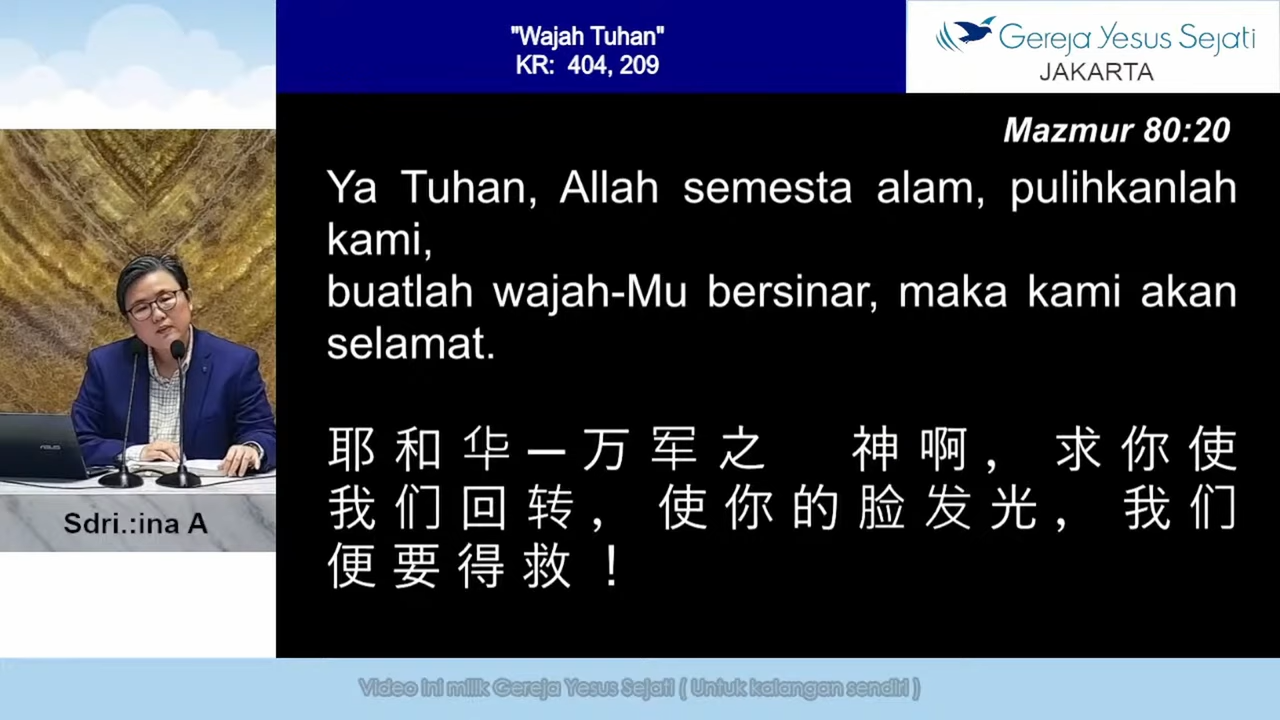 "Wajah Tuhan"
KR: 404, 209
Gereja Yesus Sejati
JAKARTA
Mazmur 80:20
Ya Tuhan, Allah semesta alam, pulihkanlah
kami,
buatlah wajah-Mu bersinar, maka kami akan
selamat.
耶和华—万军之 神啊，求你使
我们回转，使你的脸发光，我们
便要得救！
ASUS
Sdri.:ina A
Video ini milik Gereja Yesus Sejati ( Untuk kalangan sendiri )